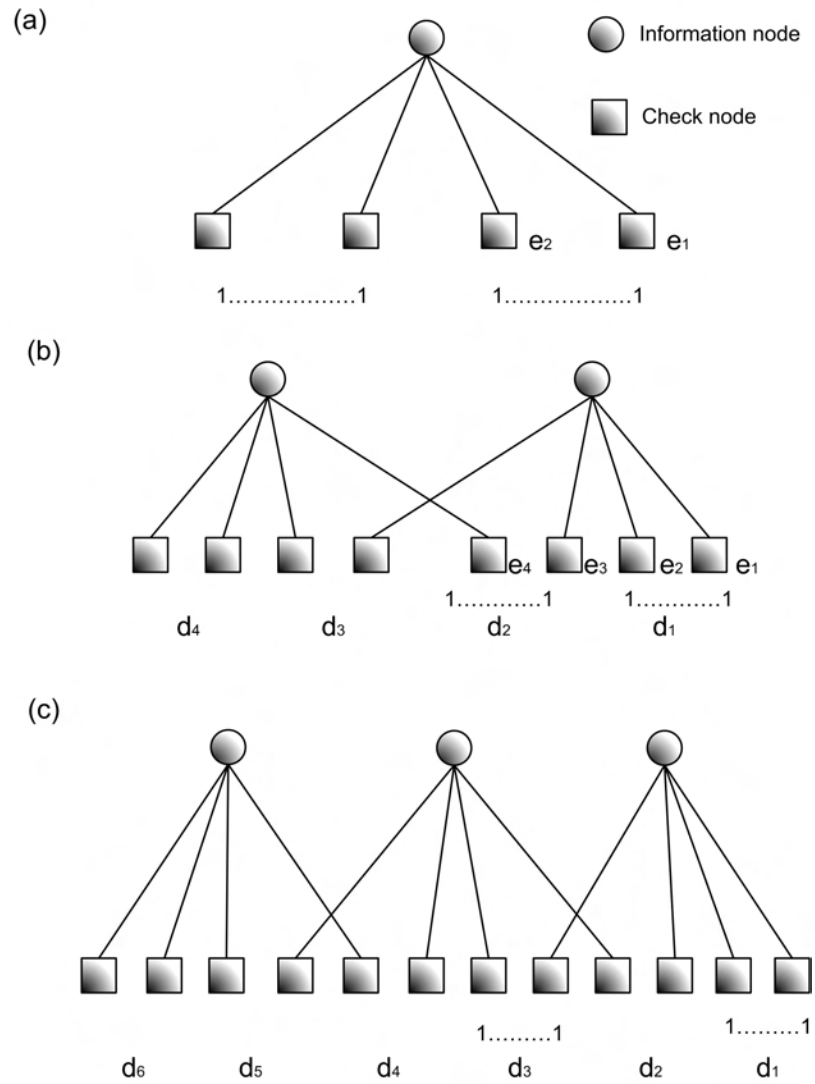 (a)
Information node
Check node
e₂ e₁
1..................1 1..................1
(b)
e₄ e₃ e₂ e₁
1............1 1............1
d₄ d₃ d₂ d₁
(c)
1.........1 1.........1
d₆ d₅ d₄ d₃ d₂ d₁